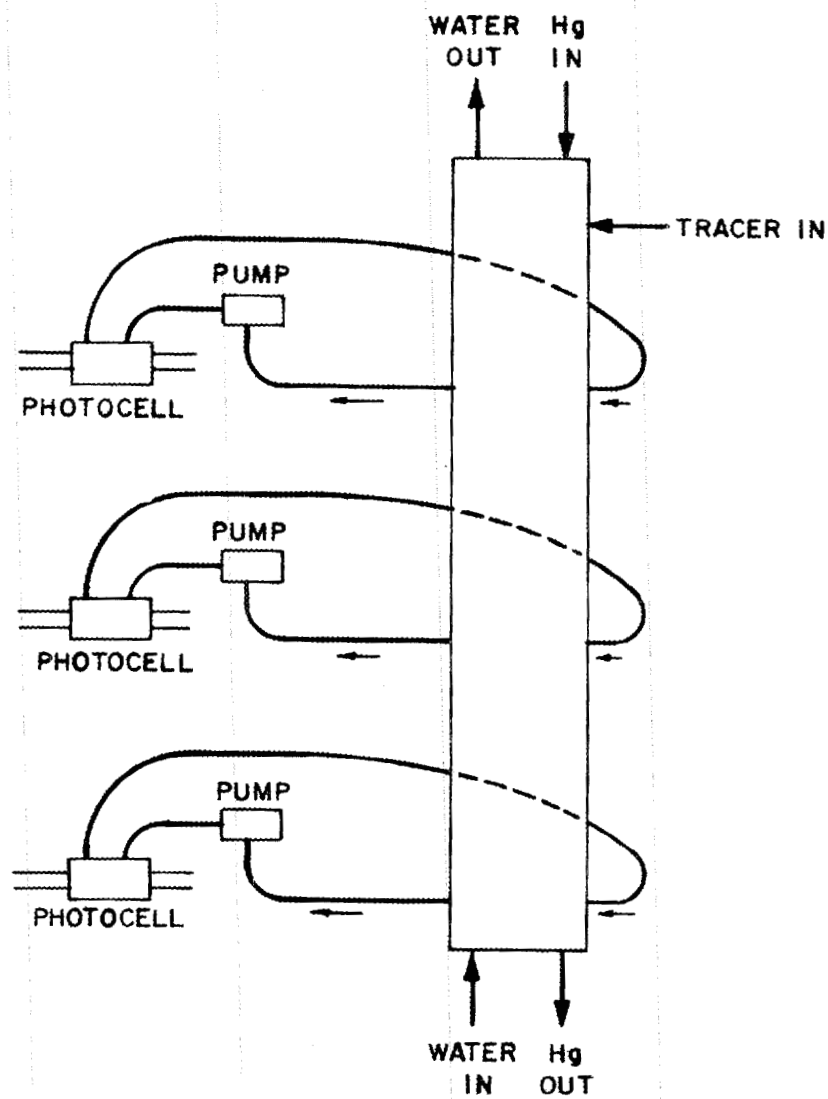 WATER OUT
Hg IN
TRACER IN
PUMP
PHOTOCELL
PUMP
PHOTOCELL
PUMP
PHOTOCELL
WATER IN
Hg OUT